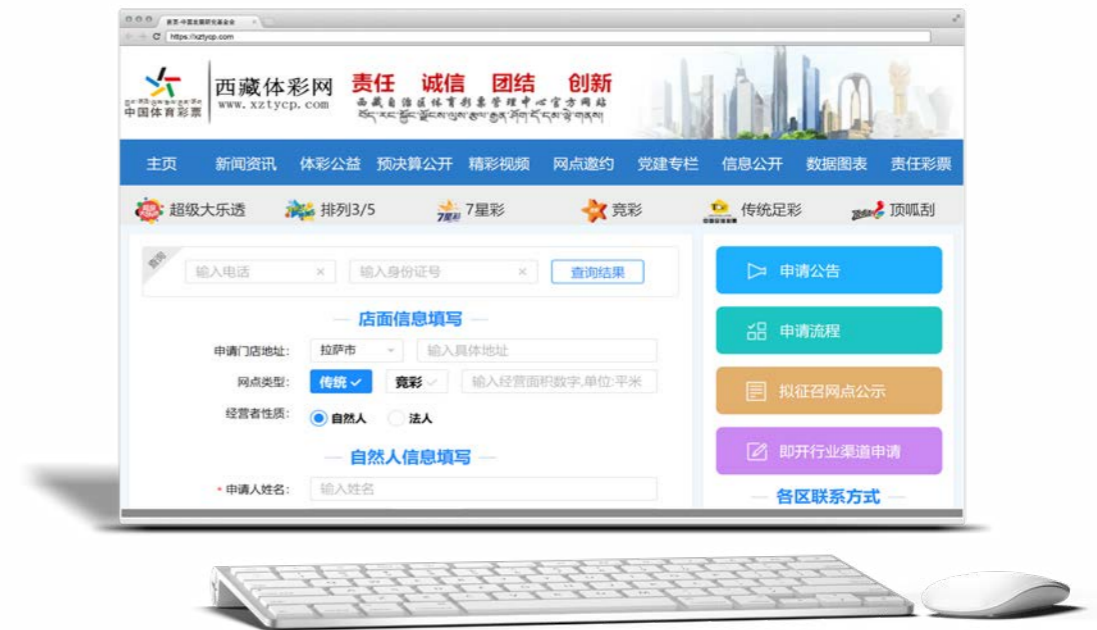 首页-中国发展研究基金会
https://xztycp.com
中国体育彩票
西藏体彩网
www.xztycp.com
责任 诚信 团结 创新
西藏自治区体育彩票管理中心官方网站
主页 新闻资讯 体彩公益 预决算公开 精彩视频 网点邀约 党建专栏 信息公开 数据图表 责任彩票
超级大乐透 排列3/5 7星彩 竞彩 传统足彩 顶呱刮
查询
输入电话 × 输入身份证号 × 查询结果
店面信息填写
申请门店地址: 拉萨市 输入具体地址
网点类型: 传统 竞彩 输入经营面积数字,单位:平米
经营者性质: 自然人 法人
自然人信息填写
* 申请人姓名: 输入姓名
申请公告
申请流程
拟征召网点公示
即开行业渠道申请
各区联系方式